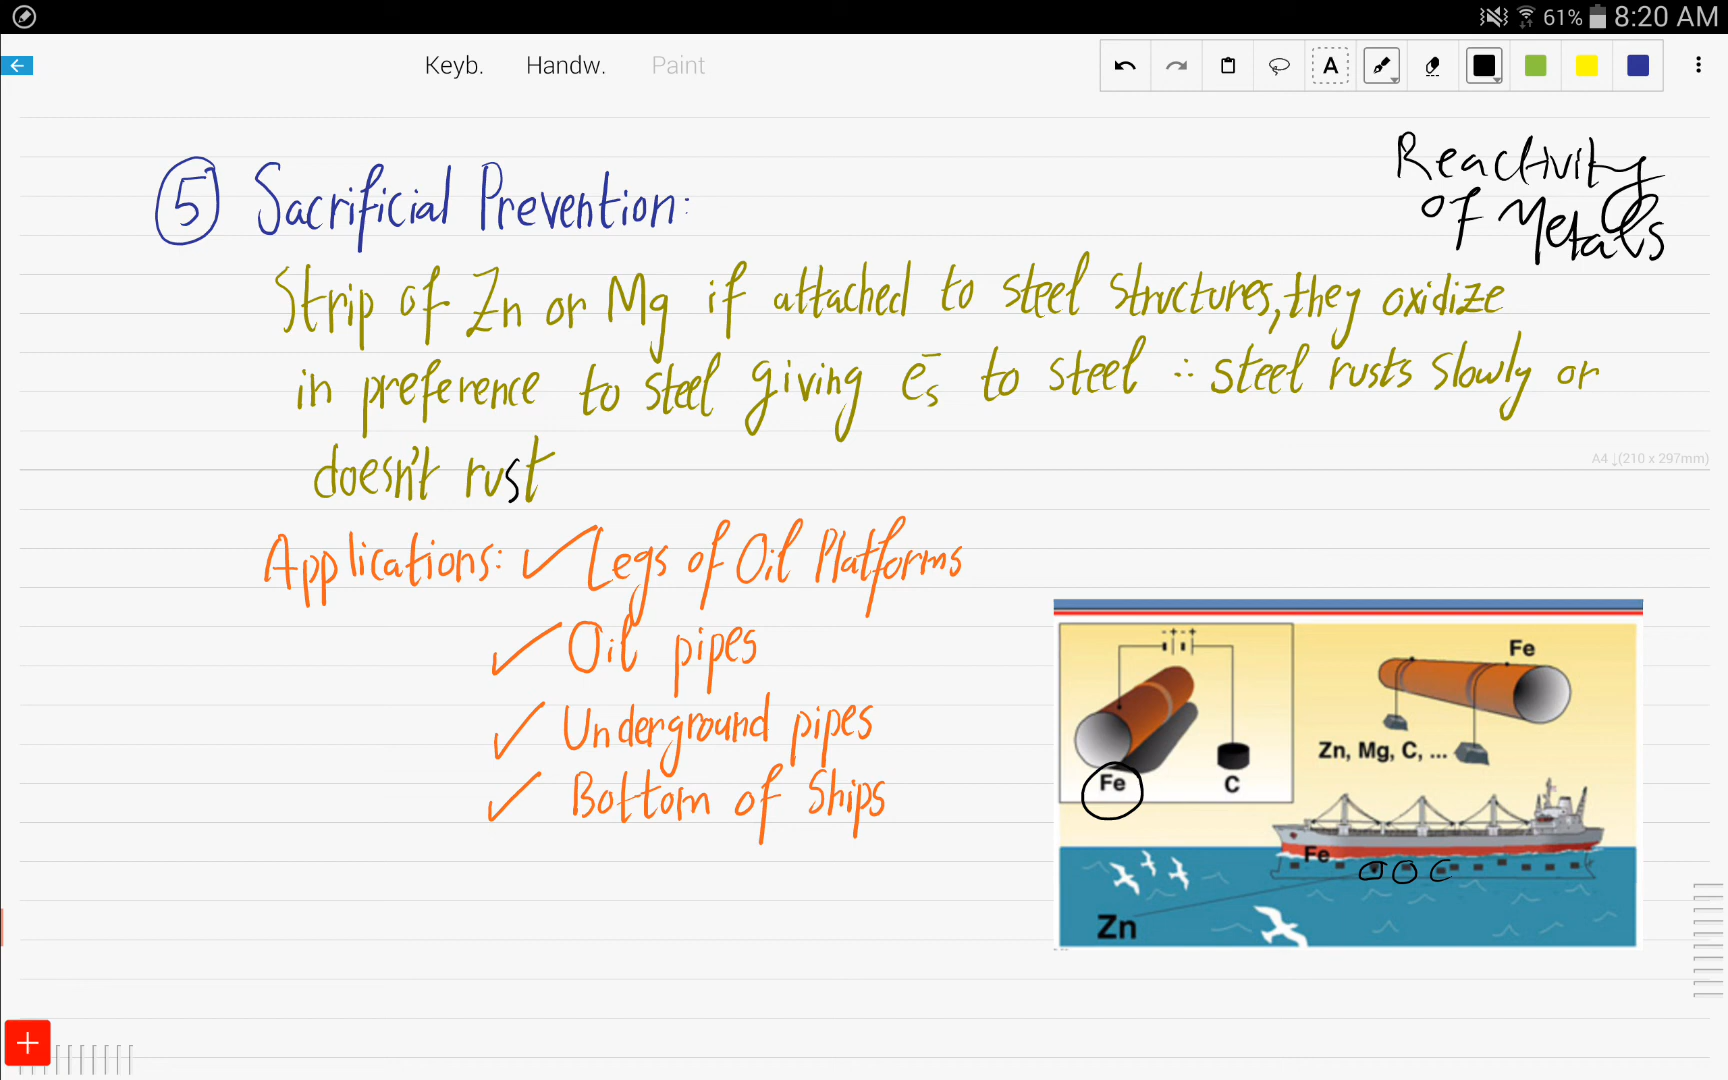 61% 8:20 AM
Keyb. Handw. Paint
A
Reactivity
of Metals
5 Sacrificial Prevention:
Strip of Zn or Mg if attached to steel structures, they oxidize
in preference to steel giving e⁻s to steel ∴ steel rusts slowly or
doesn't rust
A4 ↓(210 x 297mm)
Applications: ✓ Legs of Oil Platforms
✓ Oil pipes
✓ Underground pipes
✓ Bottom of Ships
- + - +
Fe
Zn, Mg, C, ...
Fe C
Fe
Zn